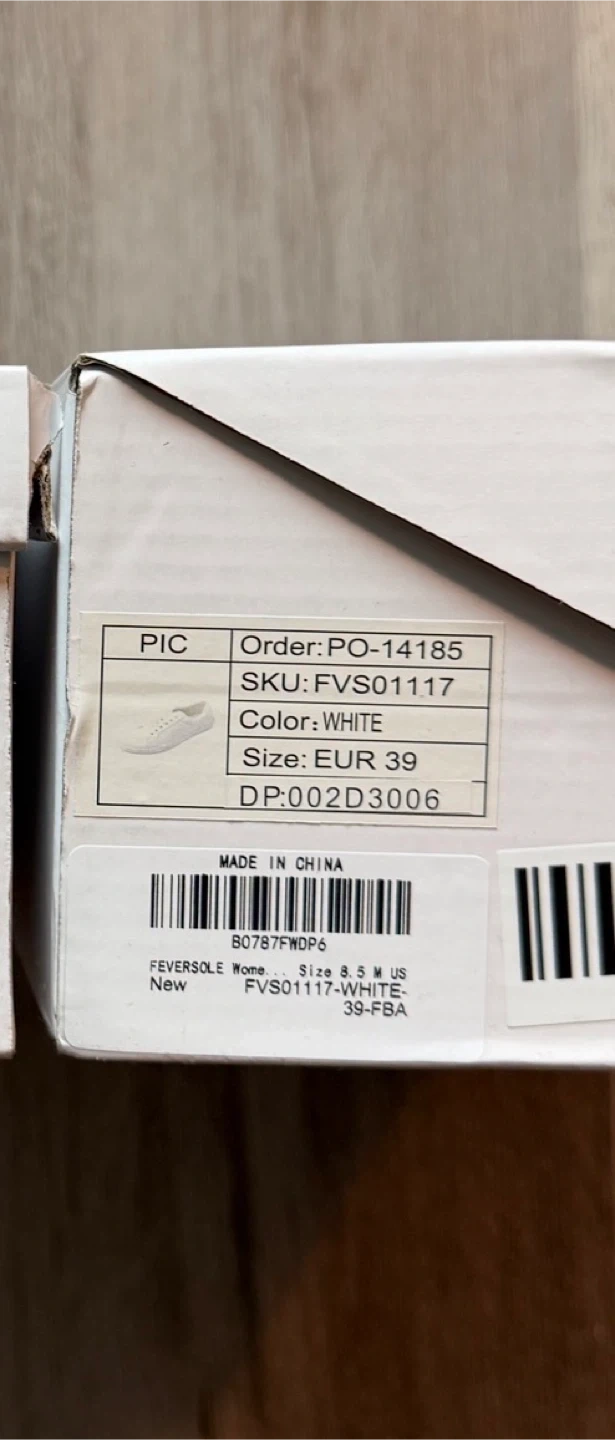 PIC
Order:PO-14185
SKU:FVS01117
Color:WHITE
Size:EUR 39
DP:002D3006
MADE IN CHINA
B0787FWDP6
FEVERSOLE Wome... Size 8.5 M US
New FVS01117-WHITE-
39-FBA